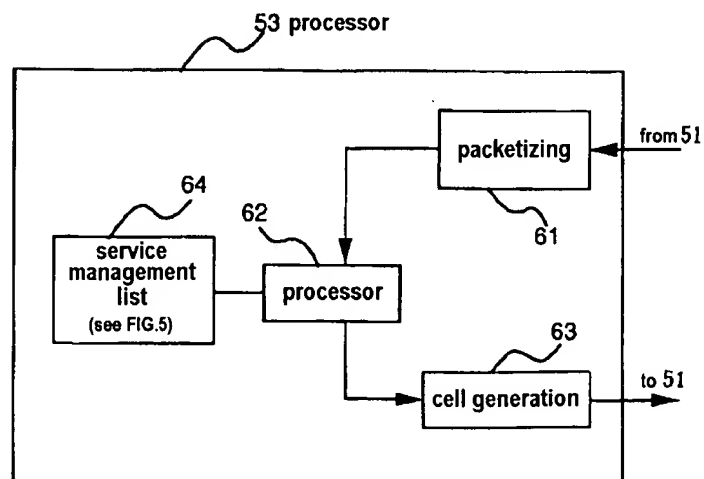 53 processor
packetizing
from 51
61
64
62
service
management
list
(see FIG.5)
processor
63
cell generation
to 51